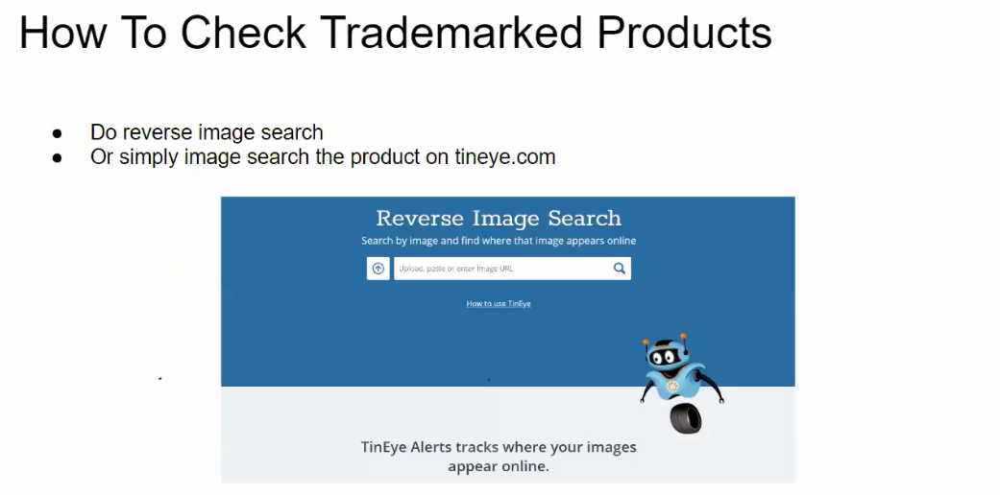 How To Check Trademarked Products
● Do reverse image search
● Or simply image search the product on tineye.com
Reverse Image Search
Search by image and find where that image appears online
Upload, paste or enter Image URL
How to use TinEye
TinEye Alerts tracks where your images
appear online.